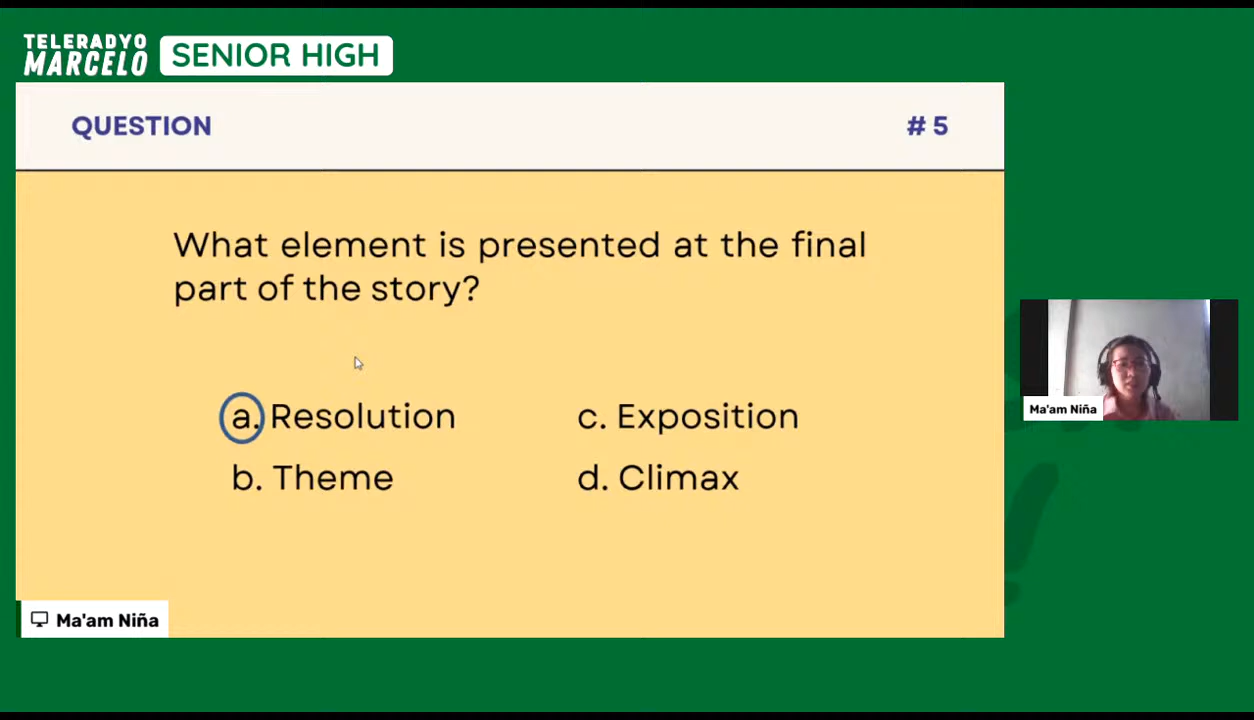 TELERADYO
MARCELO
SENIOR HIGH
QUESTION
# 5
What element is presented at the final
part of the story?
a. Resolution
c. Exposition
b. Theme
d. Climax
Ma'am Niña
Ma'am Niña